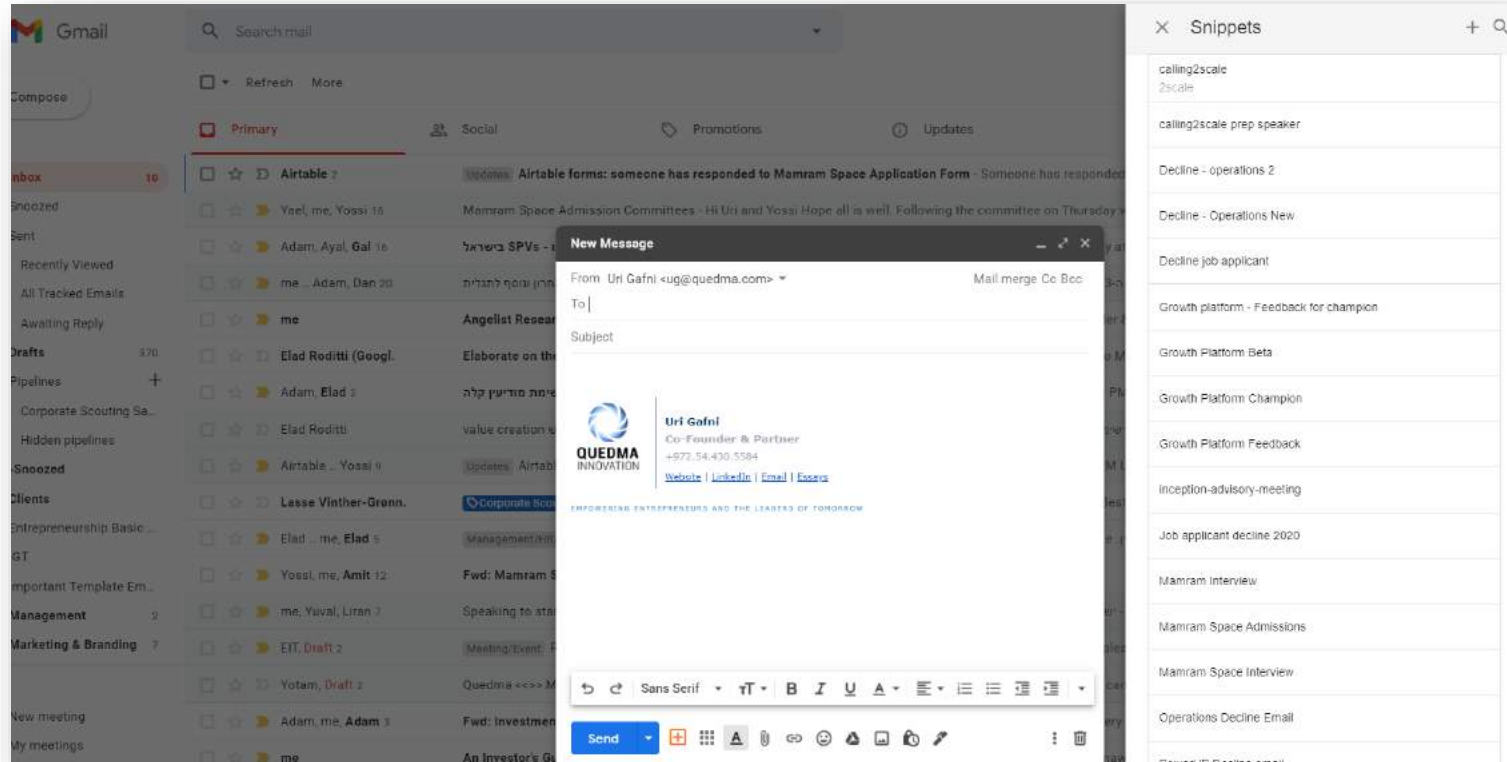 Gmail
Search mail
Compose
Refresh More
Primary
Social
Promotions
Updates
Inbox 16
Snoozed
Sent
Recently Viewed
All Tracked Emails
Awaiting Reply
Drafts 370
Pipelines
Corporate Scouting Sa...
Hidden pipelines
-Snoozed
Clients
Entrepreneurship Basic ...
IGT
Important Template Em...
Management 2
Marketing & Branding 7
New meeting
My meetings
Airtable 2 Updates Airtable forms: someone has responded to Mamram Space Application Form - Someone has responded
Yael, me, Yossi 16 Mamram Space Admission Committees - Hi Uri and Yossi Hope all is well. Following the committee on Thursday
Adam, Ayal, Gal 16 בישראל SPVs -
me .. Adam, Dan 20
me Angelist Resear
Elad Roditti (Googl. Elaborate on th
Adam, Elad 3
Elad Roditti value creation
Airtable .. Yossi 9 Updates Airtab
Lasse Vinther-Grønn. Corporate Sco
Elad .. me, Elad 5
Yossi, me, Amit 12 Fwd: Mamram S
me, Yuval, Liran 7 Speaking to sta
EIT, Draft 2 Meeting/Event
Yotam, Draft 2 Quedma <<>> M
Adam, me, Adam 3 Fwd: Investmen
me An Investor's Gu
New Message
From Uri Gafni <ug@quedma.com> Mail merge Cc Bcc
To
Subject
QUEDMA
INNOVATION
Uri Gafni
Co-Founder & Partner
+972.54.430.5584
Website | LinkedIn | Email | Essays
EMPOWERING ENTREPRENEURS AND THE LEADERS OF TOMORROW
Sans Serif
Send
Snippets
calling2scale
2scale
calling2scale prep speaker
Decline - operations 2
Decline - Operations New
Decline job applicant
Growth platform - Feedback for champion
Growth Platform Beta
Growth Platform Champion
Growth Platform Feedback
inception-advisory-meeting
Job applicant decline 2020
Mamram Interview
Mamram Space Admissions
Mamram Space Interview
Operations Decline Email